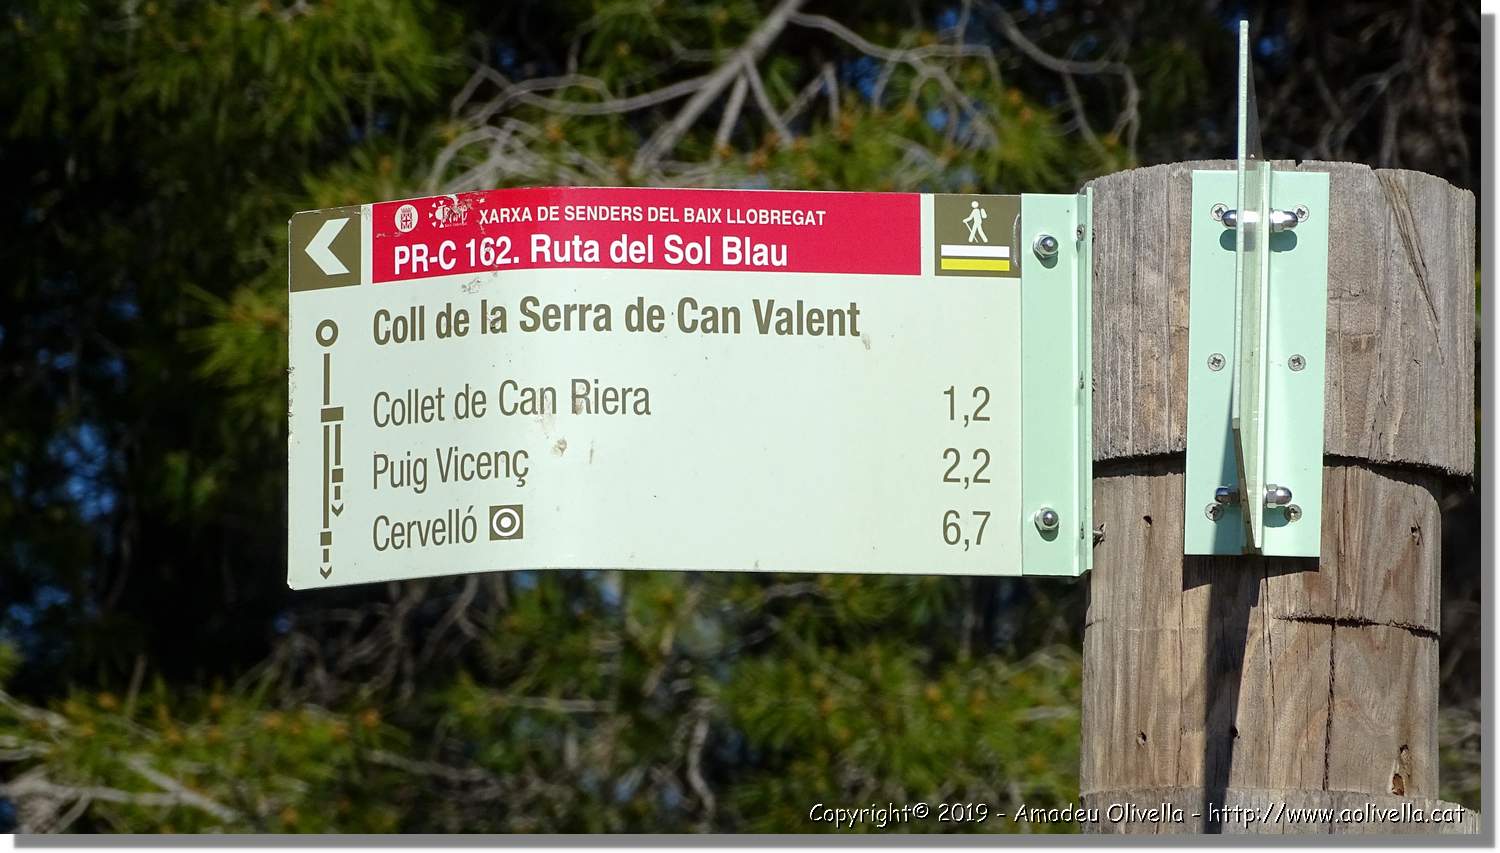 XARXA DE SENDERS DEL BAIX LLOBREGAT
PR-C 162. Ruta del Sol Blau
Coll de la Serra de Can Valent
Collet de Can Riera 1,2
Puig Vicenç 2,2
Cervelló 6,7
Copyright© 2019 - Amadeu Olivella - http://www.aolivella.cat